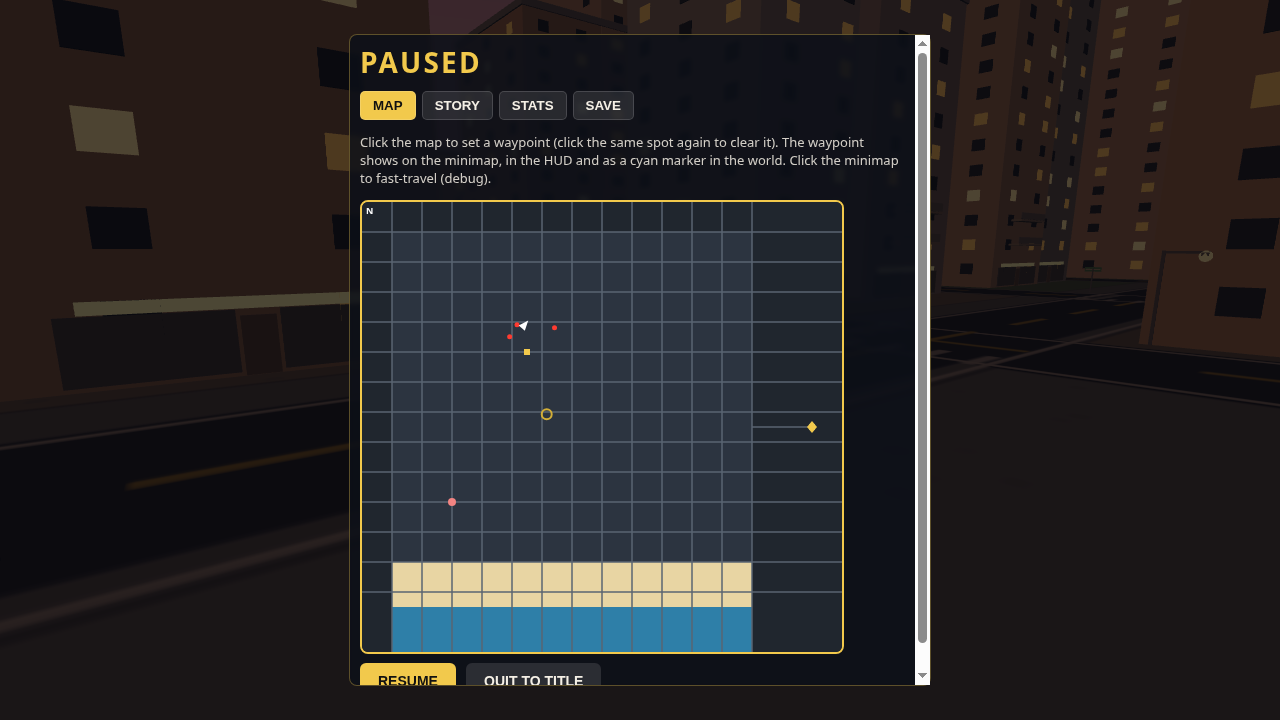 PAUSED
MAP STORY STATS SAVE
Click the map to set a waypoint (click the same spot again to clear it). The waypoint
shows on the minimap, in the HUD and as a cyan marker in the world. Click the minimap
to fast-travel (debug).
N
RESUME QUIT TO TITLE